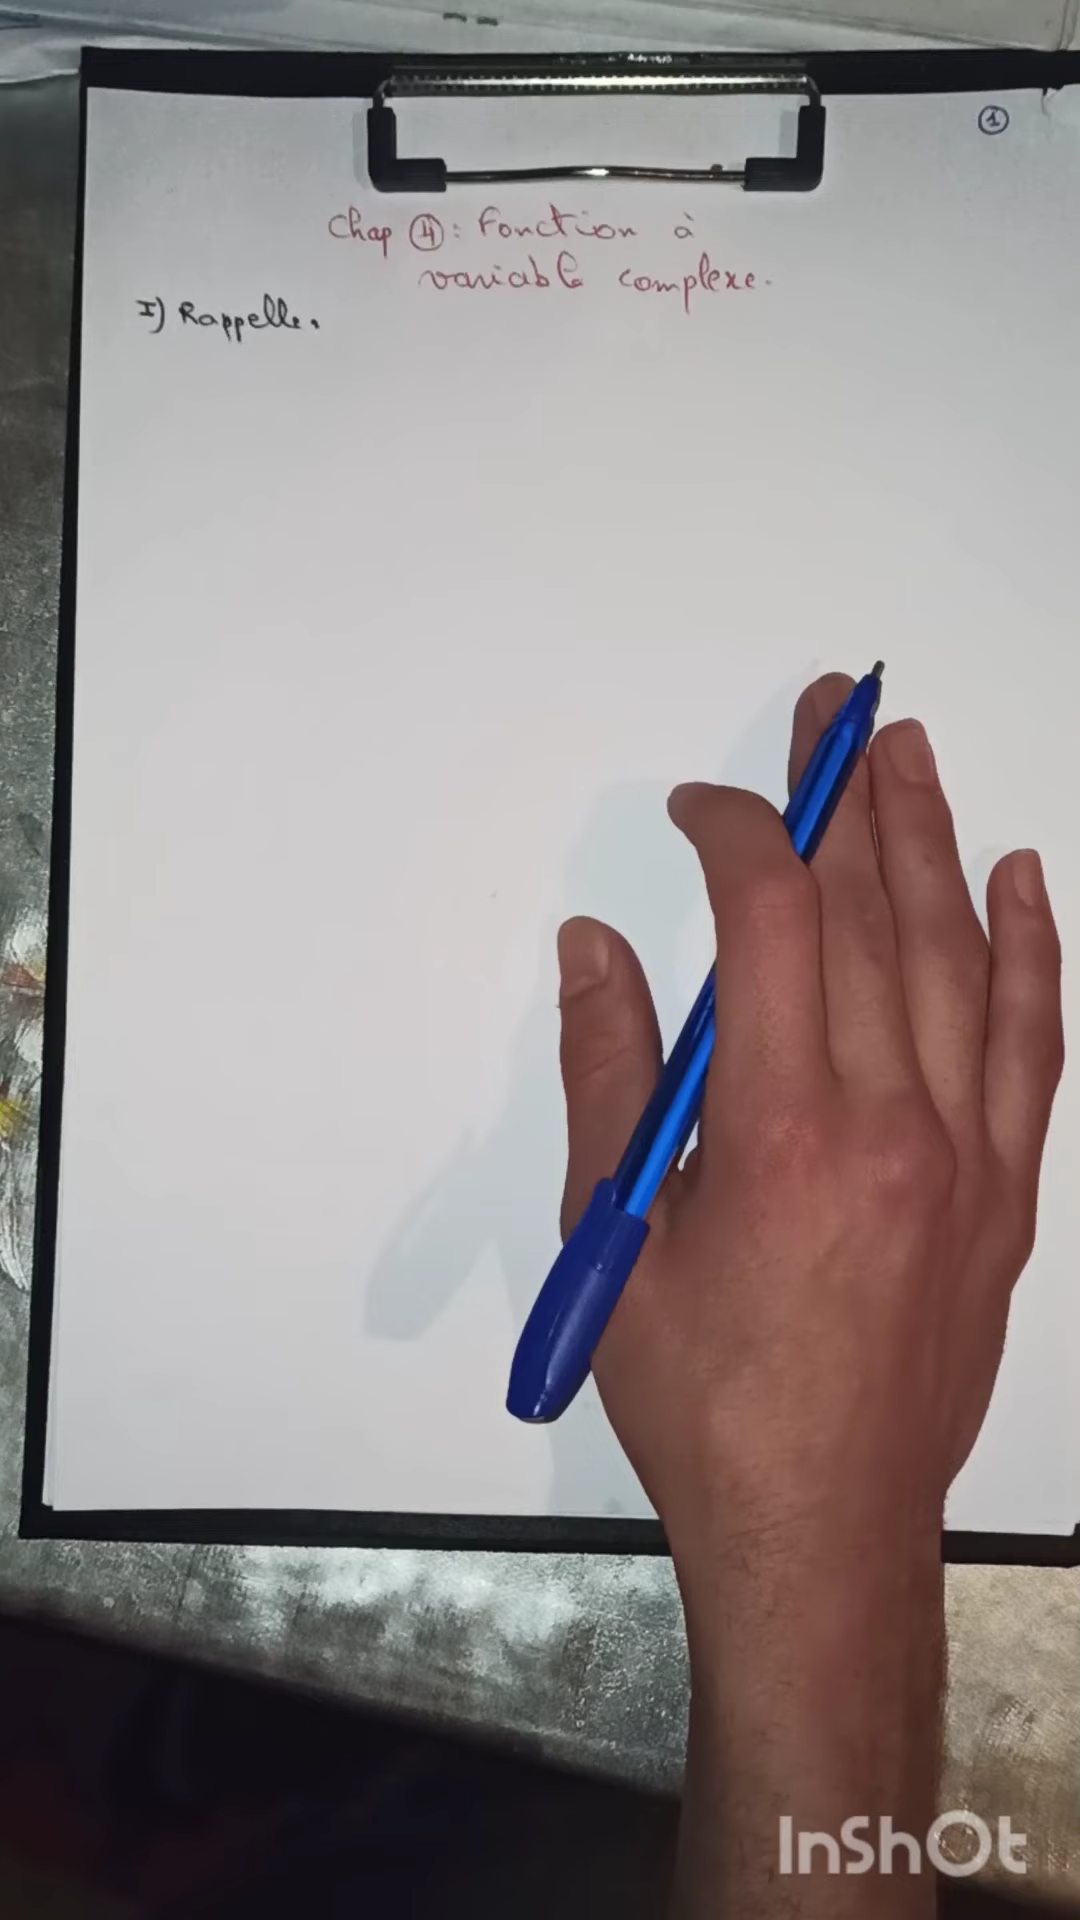 ①
Chap ④: Fonction à
variable complexe.
I) Rappelle.
InShOt